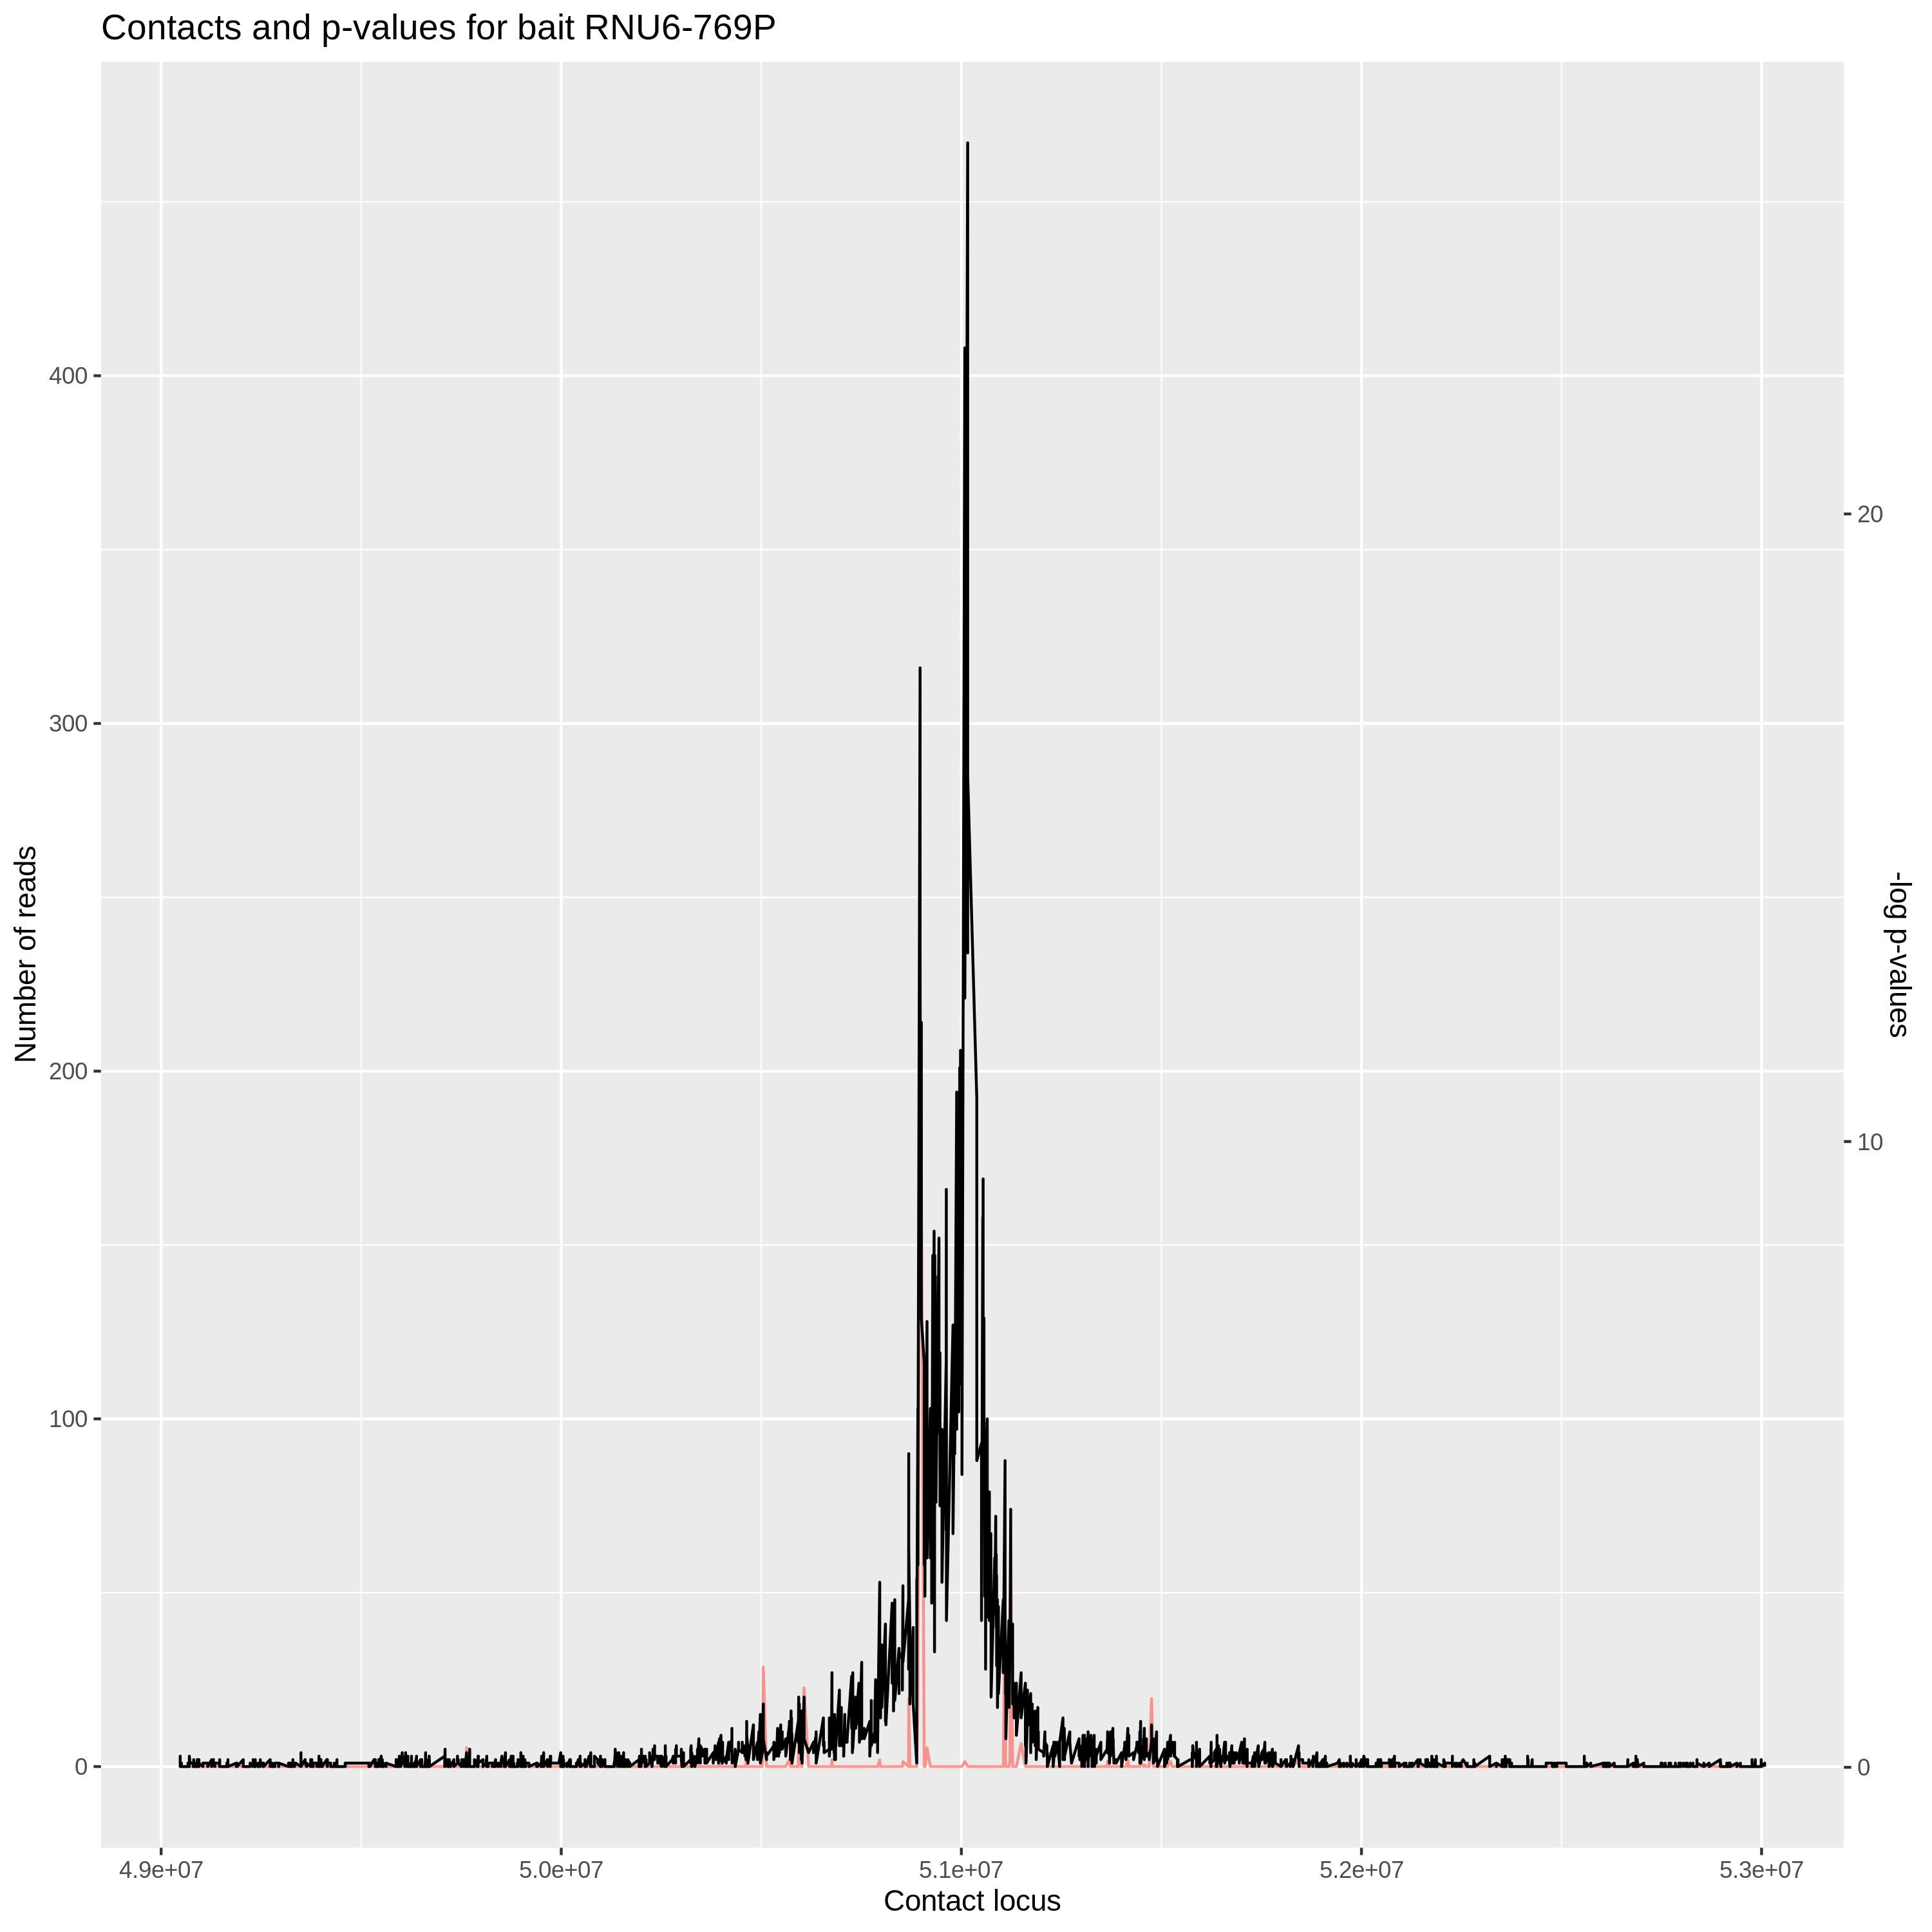 Contacts and p-values for bait RNU6-769P
Number of reads
400
300
200
100
0
20
10
0
-log p-values
4.9e+07 5.0e+07 5.1e+07 5.2e+07 5.3e+07
Contact locus